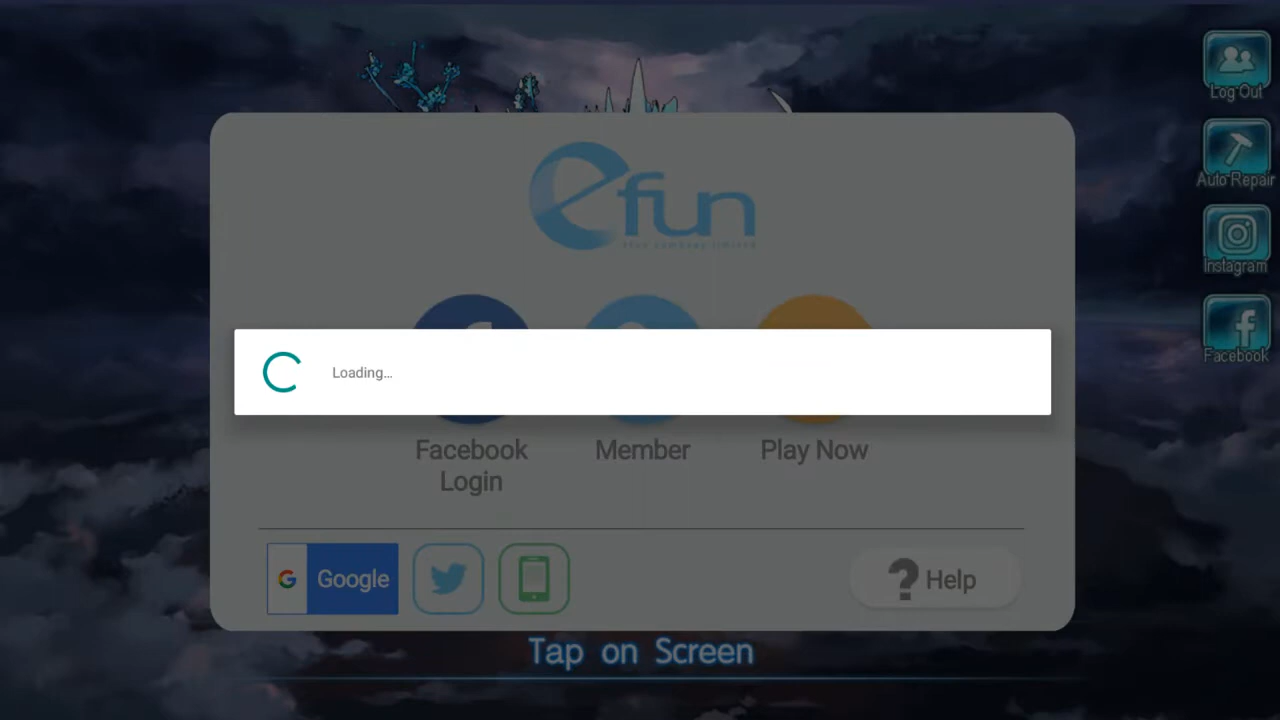 Log Out
Auto Repair
Instagram
Facebook
efun
Loading...
Facebook
Login
Member
Play Now
Google
Help
Tap on Screen